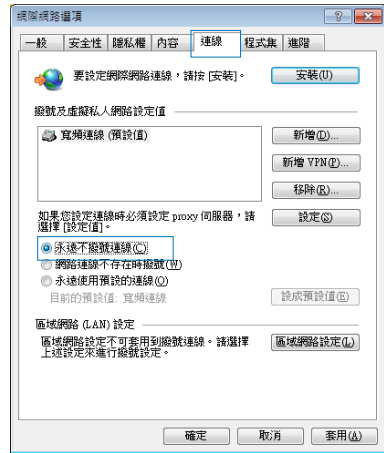 網際網路選項
一般 安全性 隱私權 內容 連線 程式集 進階
要設定網際網路連線，請按 [安裝]。 安裝(U)
撥號及虛擬私人網路設定值
寬頻連線 (預設值) 新增(D)...
新增 VPN(P)...
移除(R)...
如果您設定連線時必須設定 proxy 伺服器，請 設定(S)
選擇 [設定值]。
永遠不撥號連線(C)
網路連線不存在時撥號(W)
永遠使用預設的連線(O)
目前的預設值: 寬頻連線 設成預設值(E)
區域網路 (LAN) 設定
區域網路設定不可套用到撥號連線。請選擇 區域網路設定(L)
上述設定來進行撥號設定。
確定 取消 套用(A)